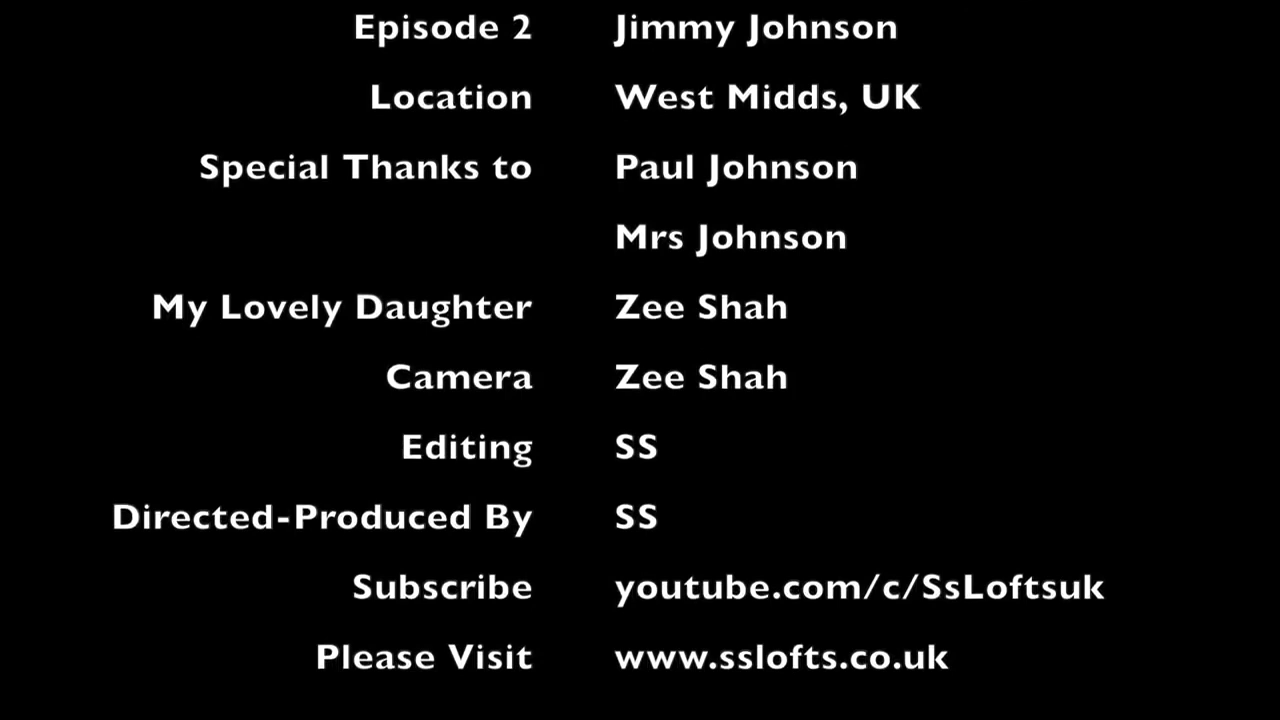 Episode 2 Jimmy Johnson
Location West Midds, UK
Special Thanks to Paul Johnson
Mrs Johnson
My Lovely Daughter Zee Shah
Camera Zee Shah
Editing SS
Directed-Produced By SS
Subscribe youtube.com/c/SsLoftsuk
Please Visit www.sslofts.co.uk